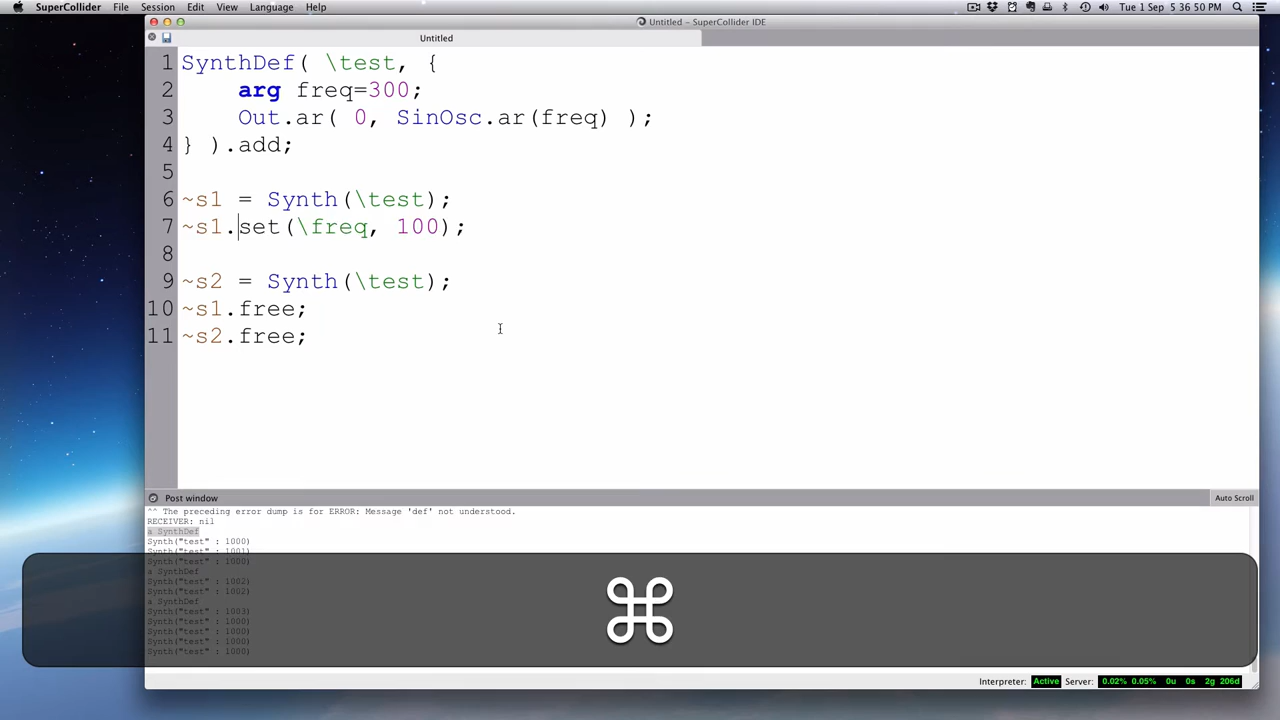 SuperCollider File Session Edit View Language Help Tue 1 Sep 5:36:50 PM
Untitled – SuperCollider IDE
Untitled
1 SynthDef( \test, {
2 arg freq=300;
3 Out.ar( 0, SinOsc.ar(freq) );
4 } ).add;
5
6 ~s1 = Synth(\test);
7 ~s1.set(\freq, 100);
8
9 ~s2 = Synth(\test);
10 ~s1.free;
11 ~s2.free;
Post window Auto Scroll
^^ The preceding error dump is for ERROR: Message 'def' not understood.
RECEIVER: nil
a SynthDef
Synth("test" : 1000)
Synth("test" : 1001)
Synth("test" : 1000)
a SynthDef
Synth("test" : 1002)
Synth("test" : 1002)
a SynthDef
Synth("test" : 1003)
Synth("test" : 1000)
Synth("test" : 1000)
Synth("test" : 1000)
Synth("test" : 1000)
⌘
Interpreter: Active Server: 0.02% 0.05% 0u 0s 2g 206d